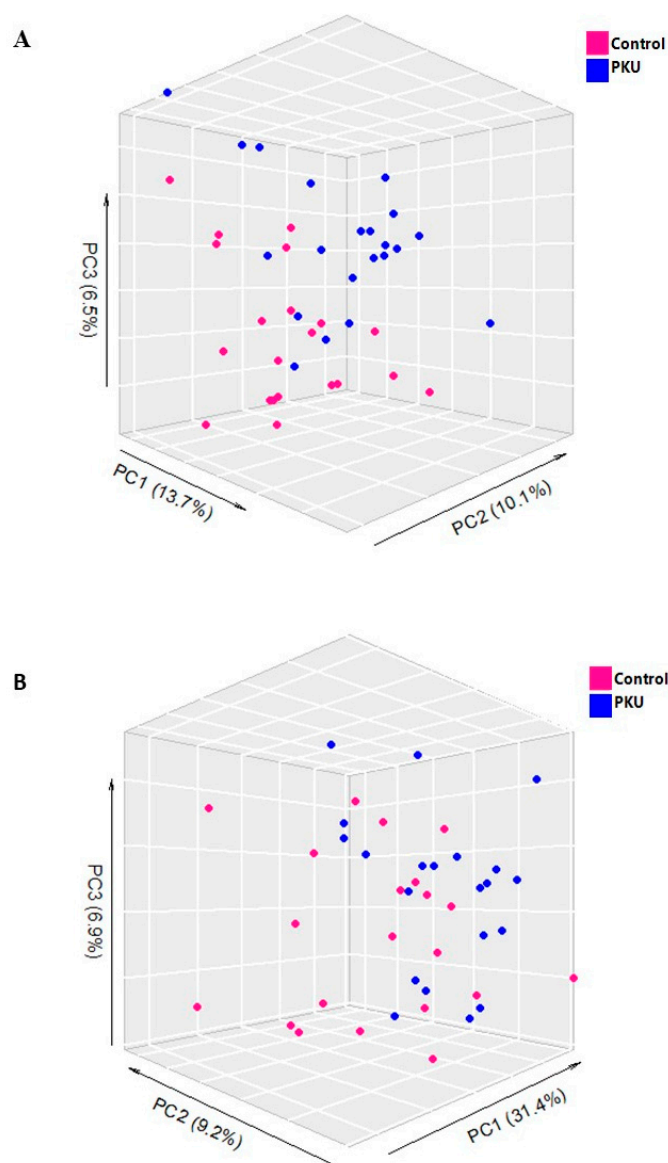 A
Control
PKU
PC3 (6.5%)
PC1 (13.7%)
PC2 (10.1%)
B
Control
PKU
PC3 (6.9%)
PC2 (9.2%)
PC1 (31.4%)